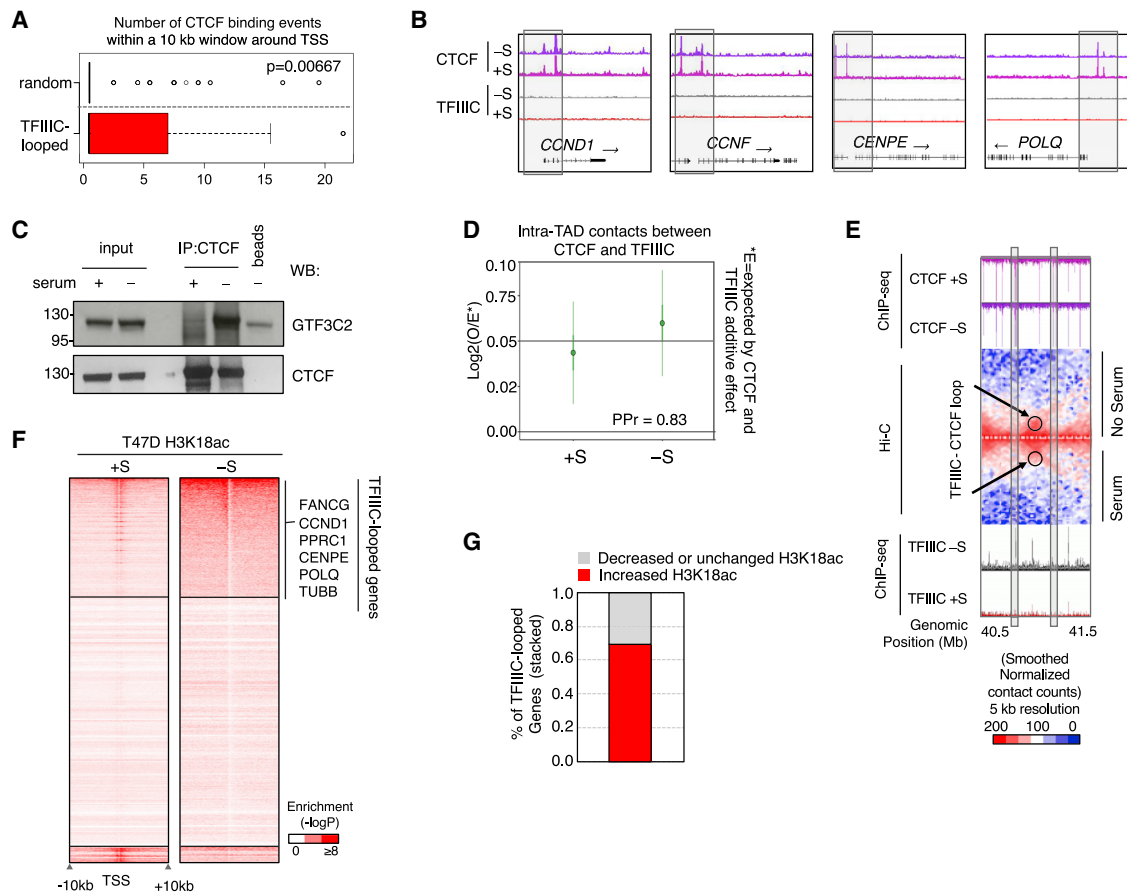 A
Number of CTCF binding events
within a 10 kb window around TSS
p=0.00667
random
TFIIIC-
looped
0 5 10 15 20
B
CTCF
–S
+S
TFIIIC
–S
+S
CCND1 →
CCNF →
CENPE →
← POLQ
C
input
IP:CTCF
beads
WB:
serum + – + – –
130
95
GTF3C2
130
CTCF
D
Intra-TAD contacts between
CTCF and TFIIIC
Log2(O/E*)
0.10
0.75
0.05
0.02
0.00
PPr = 0.83
+S –S
*E=expected by CTCF and
TFIIIC additive effect
E
ChIP-seq
CTCF +S
CTCF –S
Hi-C
TFIIIC- CTCF loop
No Serum
Serum
ChIP-seq
TFIIIC –S
TFIIIC +S
Genomic
Position (Mb)
40.5 41.5
(Smoothed
Normalized
contact counts)
5 kb resolution
200 100 0
F
T47D H3K18ac
+S –S
FANCG
CCND1
PPRC1
CENPE
POLQ
TUBB
TFIIIC-looped genes
Enrichment
(-logP)
0 ≥8
-10kb TSS +10kb
G
Decreased or unchanged H3K18ac
Increased H3K18ac
% of TFIIIC-looped
Genes (stacked)
1.0
0.8
0.6
0.4
0.2
0.0